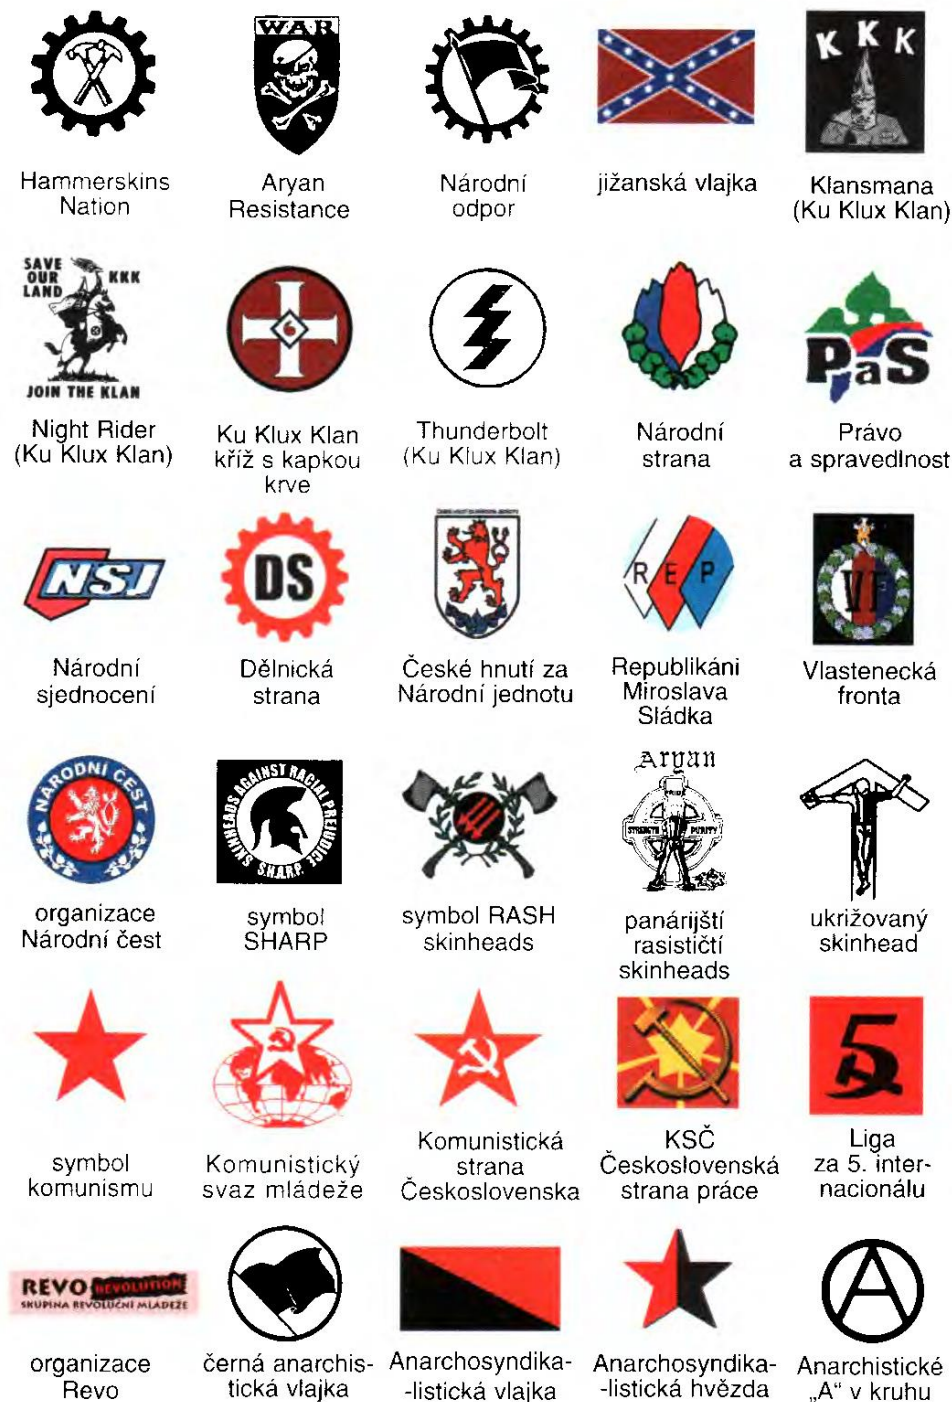 WAR
K K K
Hammerskins
Nation
Aryan
Resistance
Národní
odpor
jižanská vlajka
Klansmana
(Ku Klux Klan)
SAVE
OUR
LAND
KKK
JOIN THE KLAN
PaS
Night Rider
(Ku Klux Klan)
Ku Klux Klan
kříž s kapkou
krve
Thunderbolt
(Ku Klux Klan)
Národní
strana
Právo
a spravedlnost
NSJ
DS
REP
VF
Národní
sjednocení
Dělnická
strana
České hnutí za
Národní jednotu
Republikáni
Miroslava
Sládka
Vlastenecká
fronta
NÁRODNÍ ČEST
SKINHEADS AGAINST RACIAL PREJUDICE
S.H.A.R.P.
Aryan
PRIDE
STRENGTH
PURITY
organizace
Národní čest
symbol
SHARP
symbol RASH
skinheads
panárijští
rasističtí
skinheads
ukrižovaný
skinhead
5
symbol
komunismu
Komunistický
svaz mládeže
Komunistická
strana
Československa
KSČ
Československá
strana práce
Liga
za 5. inter-
nacionálu
REVO REVOLUTION
SKUPINA REVOLUČNÍ MLÁDEŽE
A
organizace
Revo
černá anarchis-
tická vlajka
Anarchosyndika-
-listická vlajka
Anarchosyndika-
-listická hvězda
Anarchistické
„A“ v kruhu